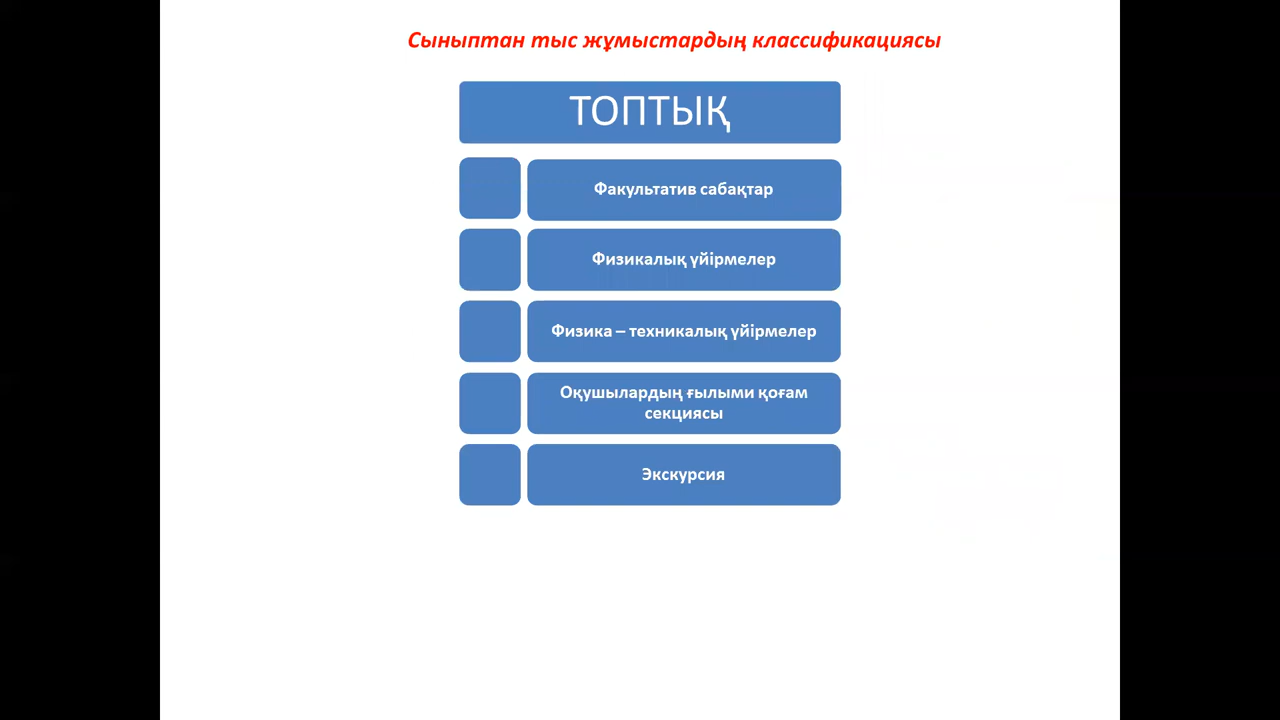 Сыныптан тыс жұмыстардың классификациясы
ТОПТЫҚ
Факультатив сабақтар
Физикалық үйірмелер
Физика – техникалық үйірмелер
Оқушылардың ғылыми қоғам
секциясы
Экскурсия